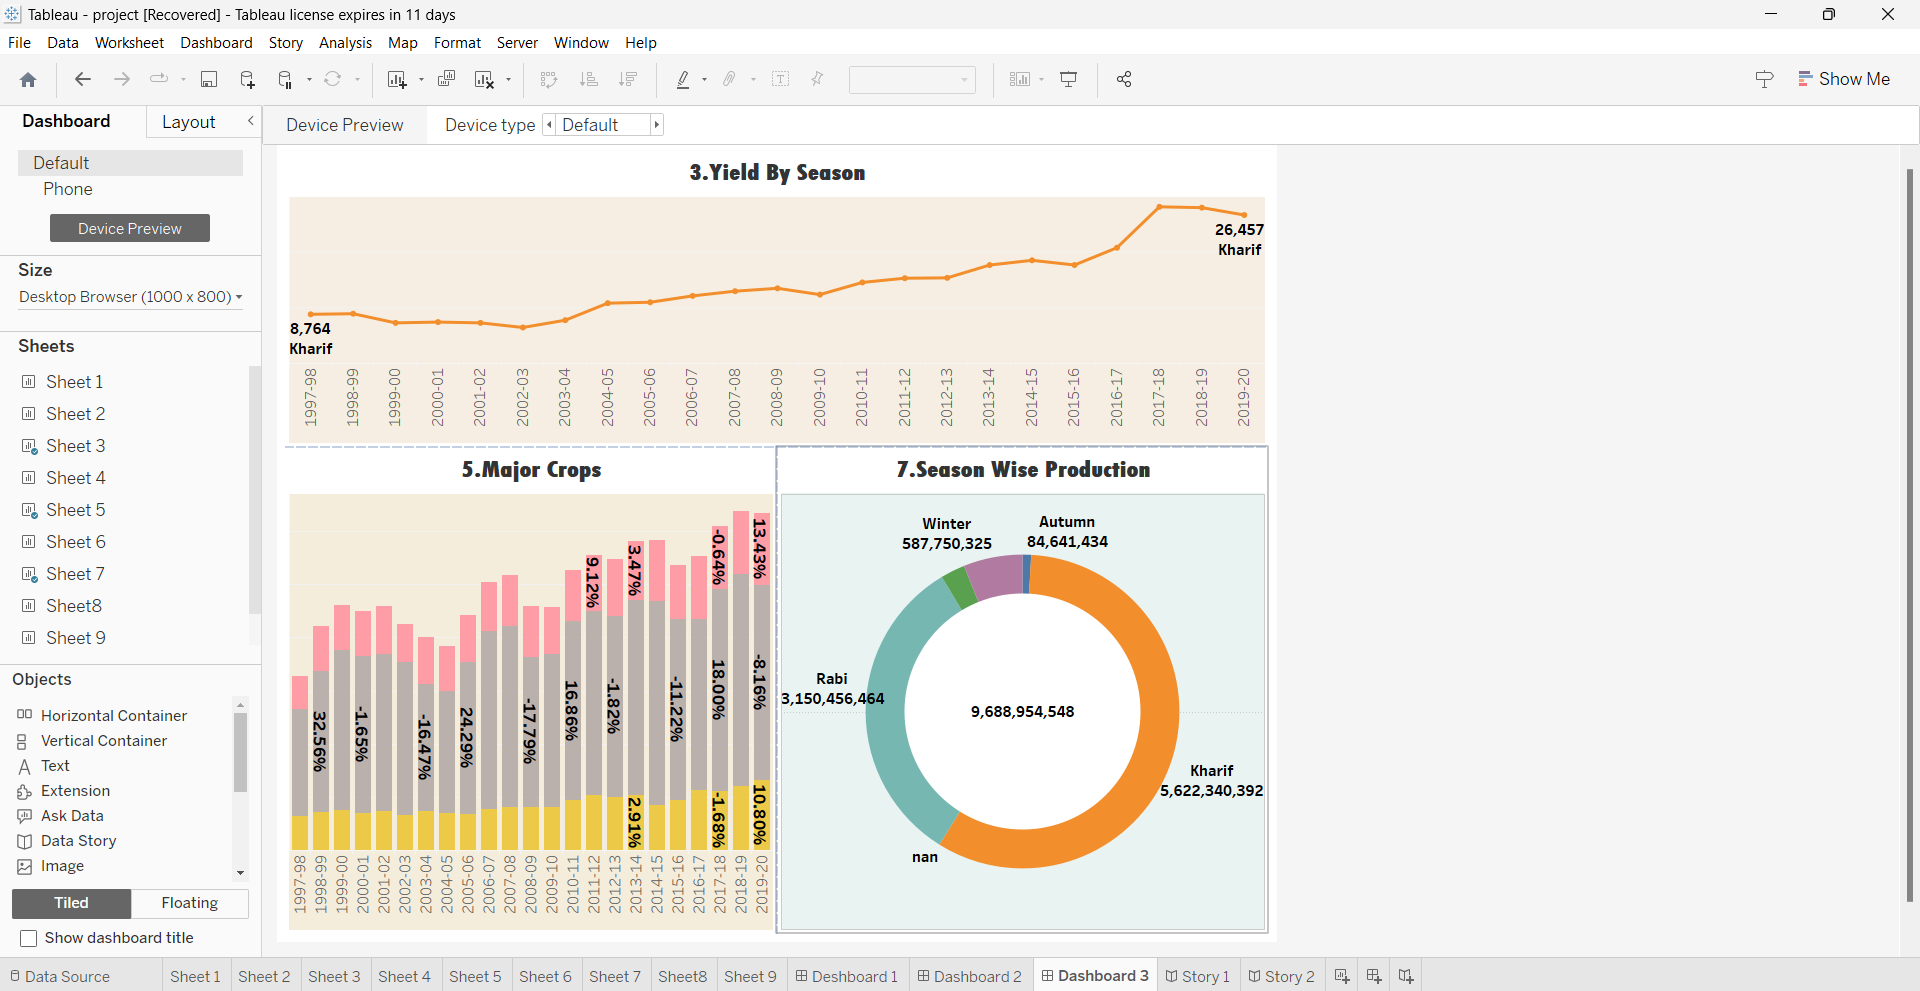 Tableau - project [Recovered] - Tableau license expires in 11 days
File Data Worksheet Dashboard Story Analysis Map Format Server Window Help
Show Me
Dashboard Layout
Device Preview Device type Default
Default
Phone
Device Preview
Size
Desktop Browser (1000 x 800)
Sheets
Sheet 1
Sheet 2
Sheet 3
Sheet 4
Sheet 5
Sheet 6
Sheet 7
Sheet8
Sheet 9
Objects
Horizontal Container
Vertical Container
Text
Extension
Ask Data
Data Story
Image
Tiled Floating
Show dashboard title
3.Yield By Season
26,457
Kharif
8,764
Kharif
1997-98 1998-99 1999-00 2000-01 2001-02 2002-03 2003-04 2004-05 2005-06 2006-07 2007-08 2008-09 2009-10 2010-11 2011-12 2012-13 2013-14 2014-15 2015-16 2016-17 2017-18 2018-19 2019-20
5.Major Crops
9.12% 3.47% -0.64% 13.43%
32.56% -1.65% -16.47% 24.29% -17.79% 16.86% -1.82% -11.22% 18.00% -8.16%
2.91% -1.68% 10.80%
1997-98 1998-99 1999-00 2000-01 2001-02 2002-03 2003-04 2004-05 2005-06 2006-07 2007-08 2008-09 2009-10 2010-11 2011-12 2012-13 2013-14 2014-15 2015-16 2016-17 2017-18 2018-19 2019-20
7.Season Wise Production
Winter
587,750,325
Autumn
84,641,434
Rabi
3,150,456,464
9,688,954,548
Kharif
5,622,340,392
nan
Data Source Sheet 1 Sheet 2 Sheet 3 Sheet 4 Sheet 5 Sheet 6 Sheet 7 Sheet8 Sheet 9 Deshboard 1 Dashboard 2 Dashboard 3 Story 1 Story 2